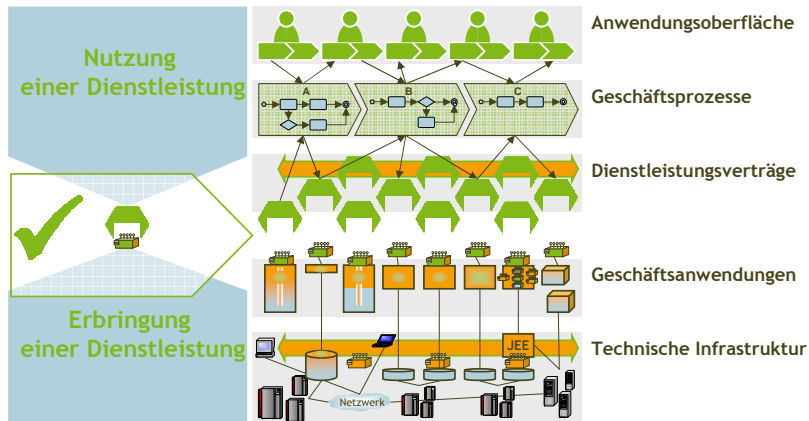 Nutzung
einer Dienstleistung
Erbringung
einer Dienstleistung
A
B
C
JEE
Netzwerk
Anwendungsoberfläche
Geschäftsprozesse
Dienstleistungsverträge
Geschäftsanwendungen
Technische Infrastruktur